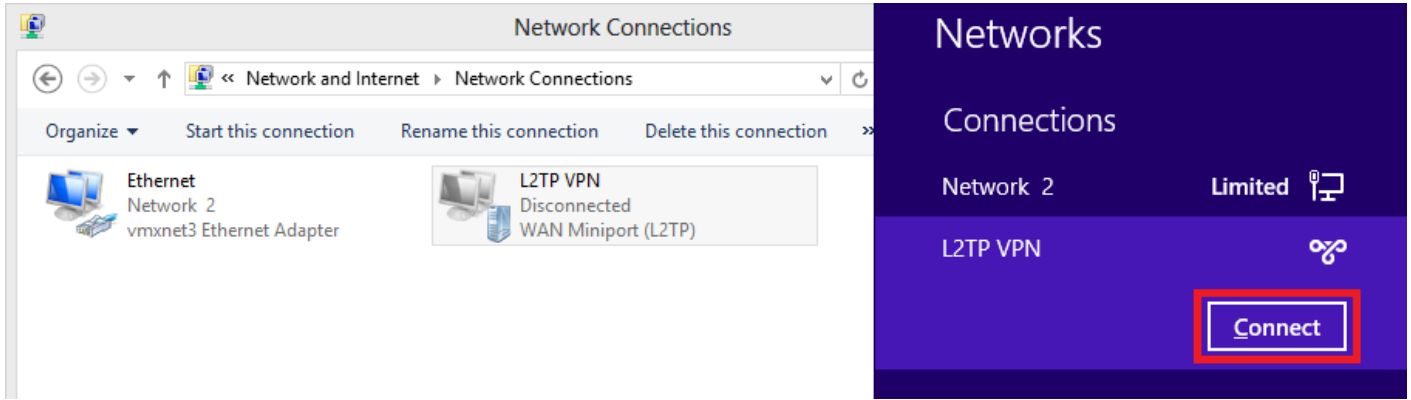 Network Connections
« Network and Internet Network Connections
Organize Start this connection Rename this connection Delete this connection »
Ethernet
Network 2
vmxnet3 Ethernet Adapter
L2TP VPN
Disconnected
WAN Miniport (L2TP)
Networks
Connections
Network 2 Limited
L2TP VPN
Connect